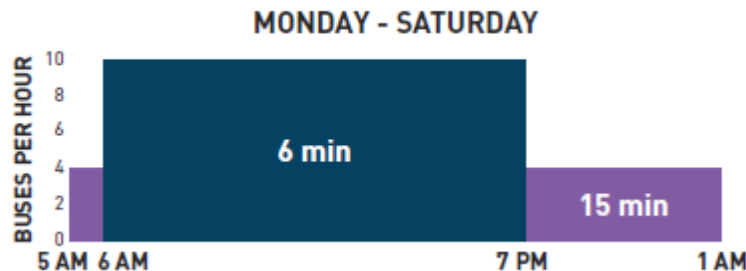 MONDAY - SATURDAY
BUSES PER HOUR
10
8
6
4
2
0
6 min
15 min
5 AM 6 AM 7 PM 1 AM